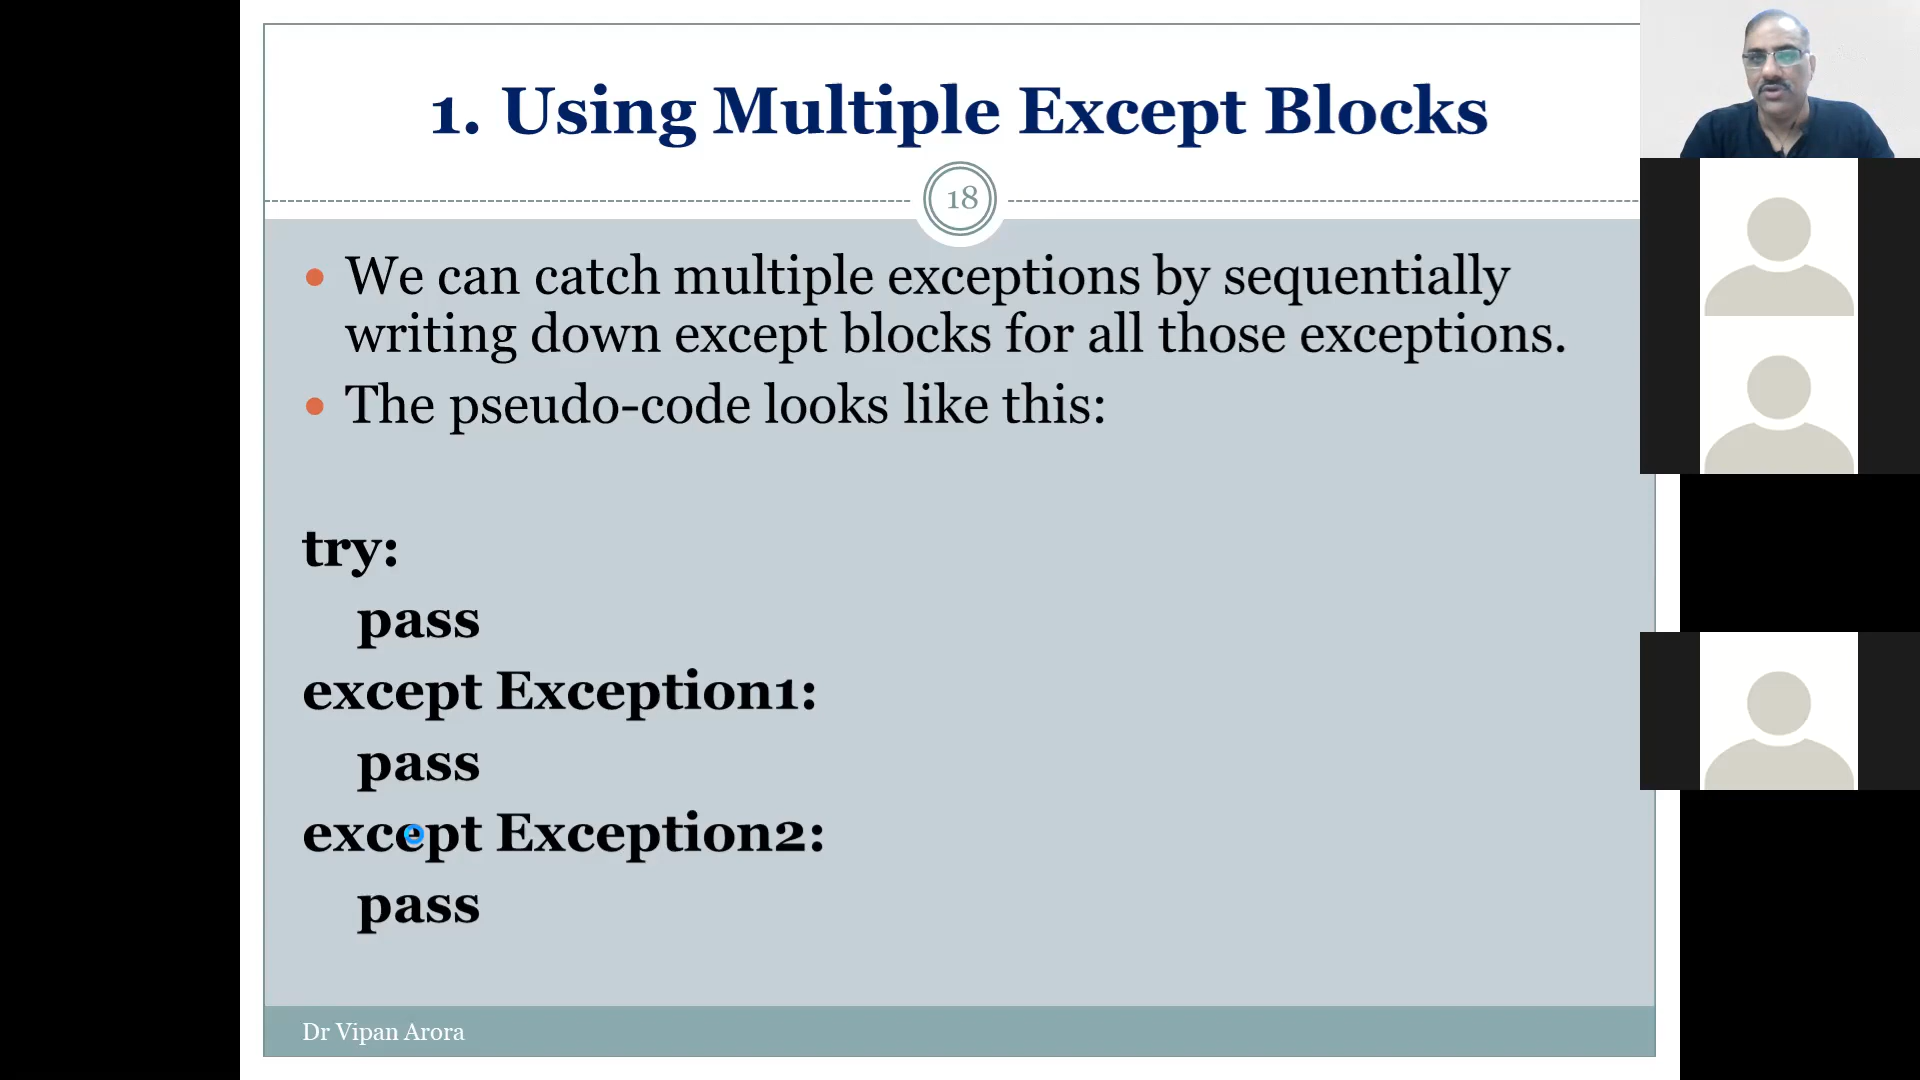 1. Using Multiple Except Blocks
18
• We can catch multiple exceptions by sequentially
writing down except blocks for all those exceptions.
• The pseudo-code looks like this:
try:
pass
except Exception1:
pass
except Exception2:
pass
Dr Vipan Arora